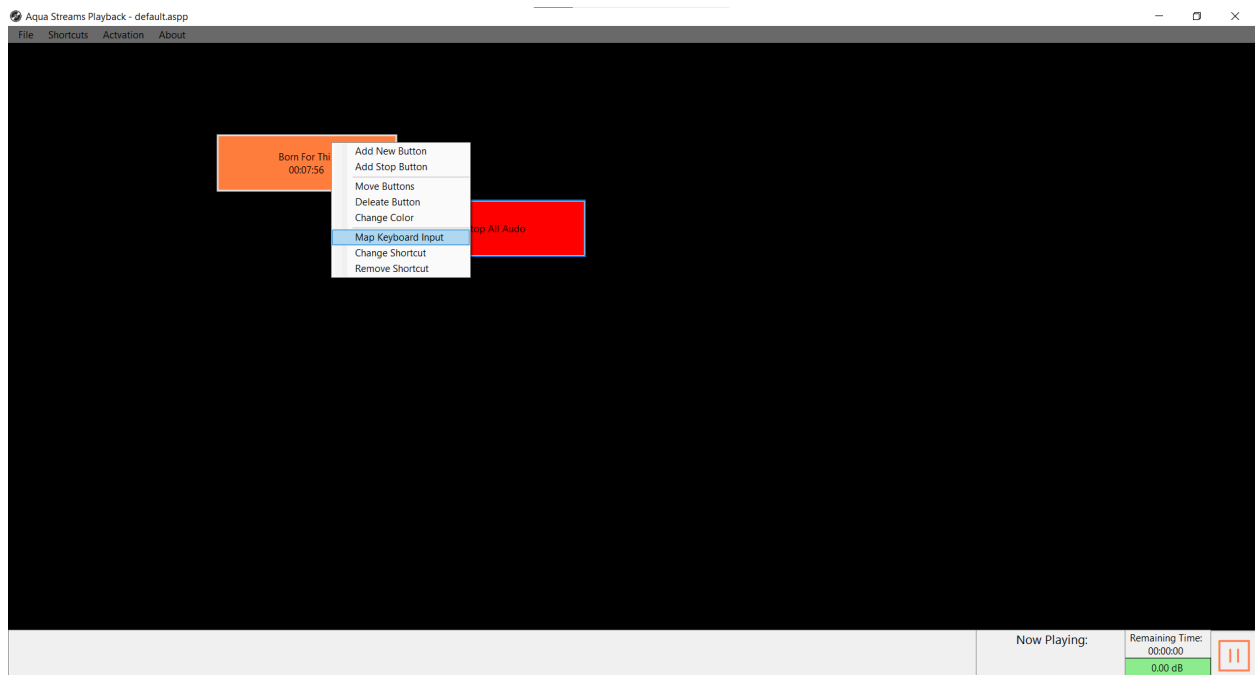 Aqua Streams Playback - default.aspp
File Shortcuts Actvation About
Born For Thi
00:07:56
Add New Button
Add Stop Button
Move Buttons
Deleate Button
Change Color
Map Keyboard Input
Change Shortcut
Remove Shortcut
top All Audo
Now Playing:
Remaining Time:
00:00:00
0.00 dB